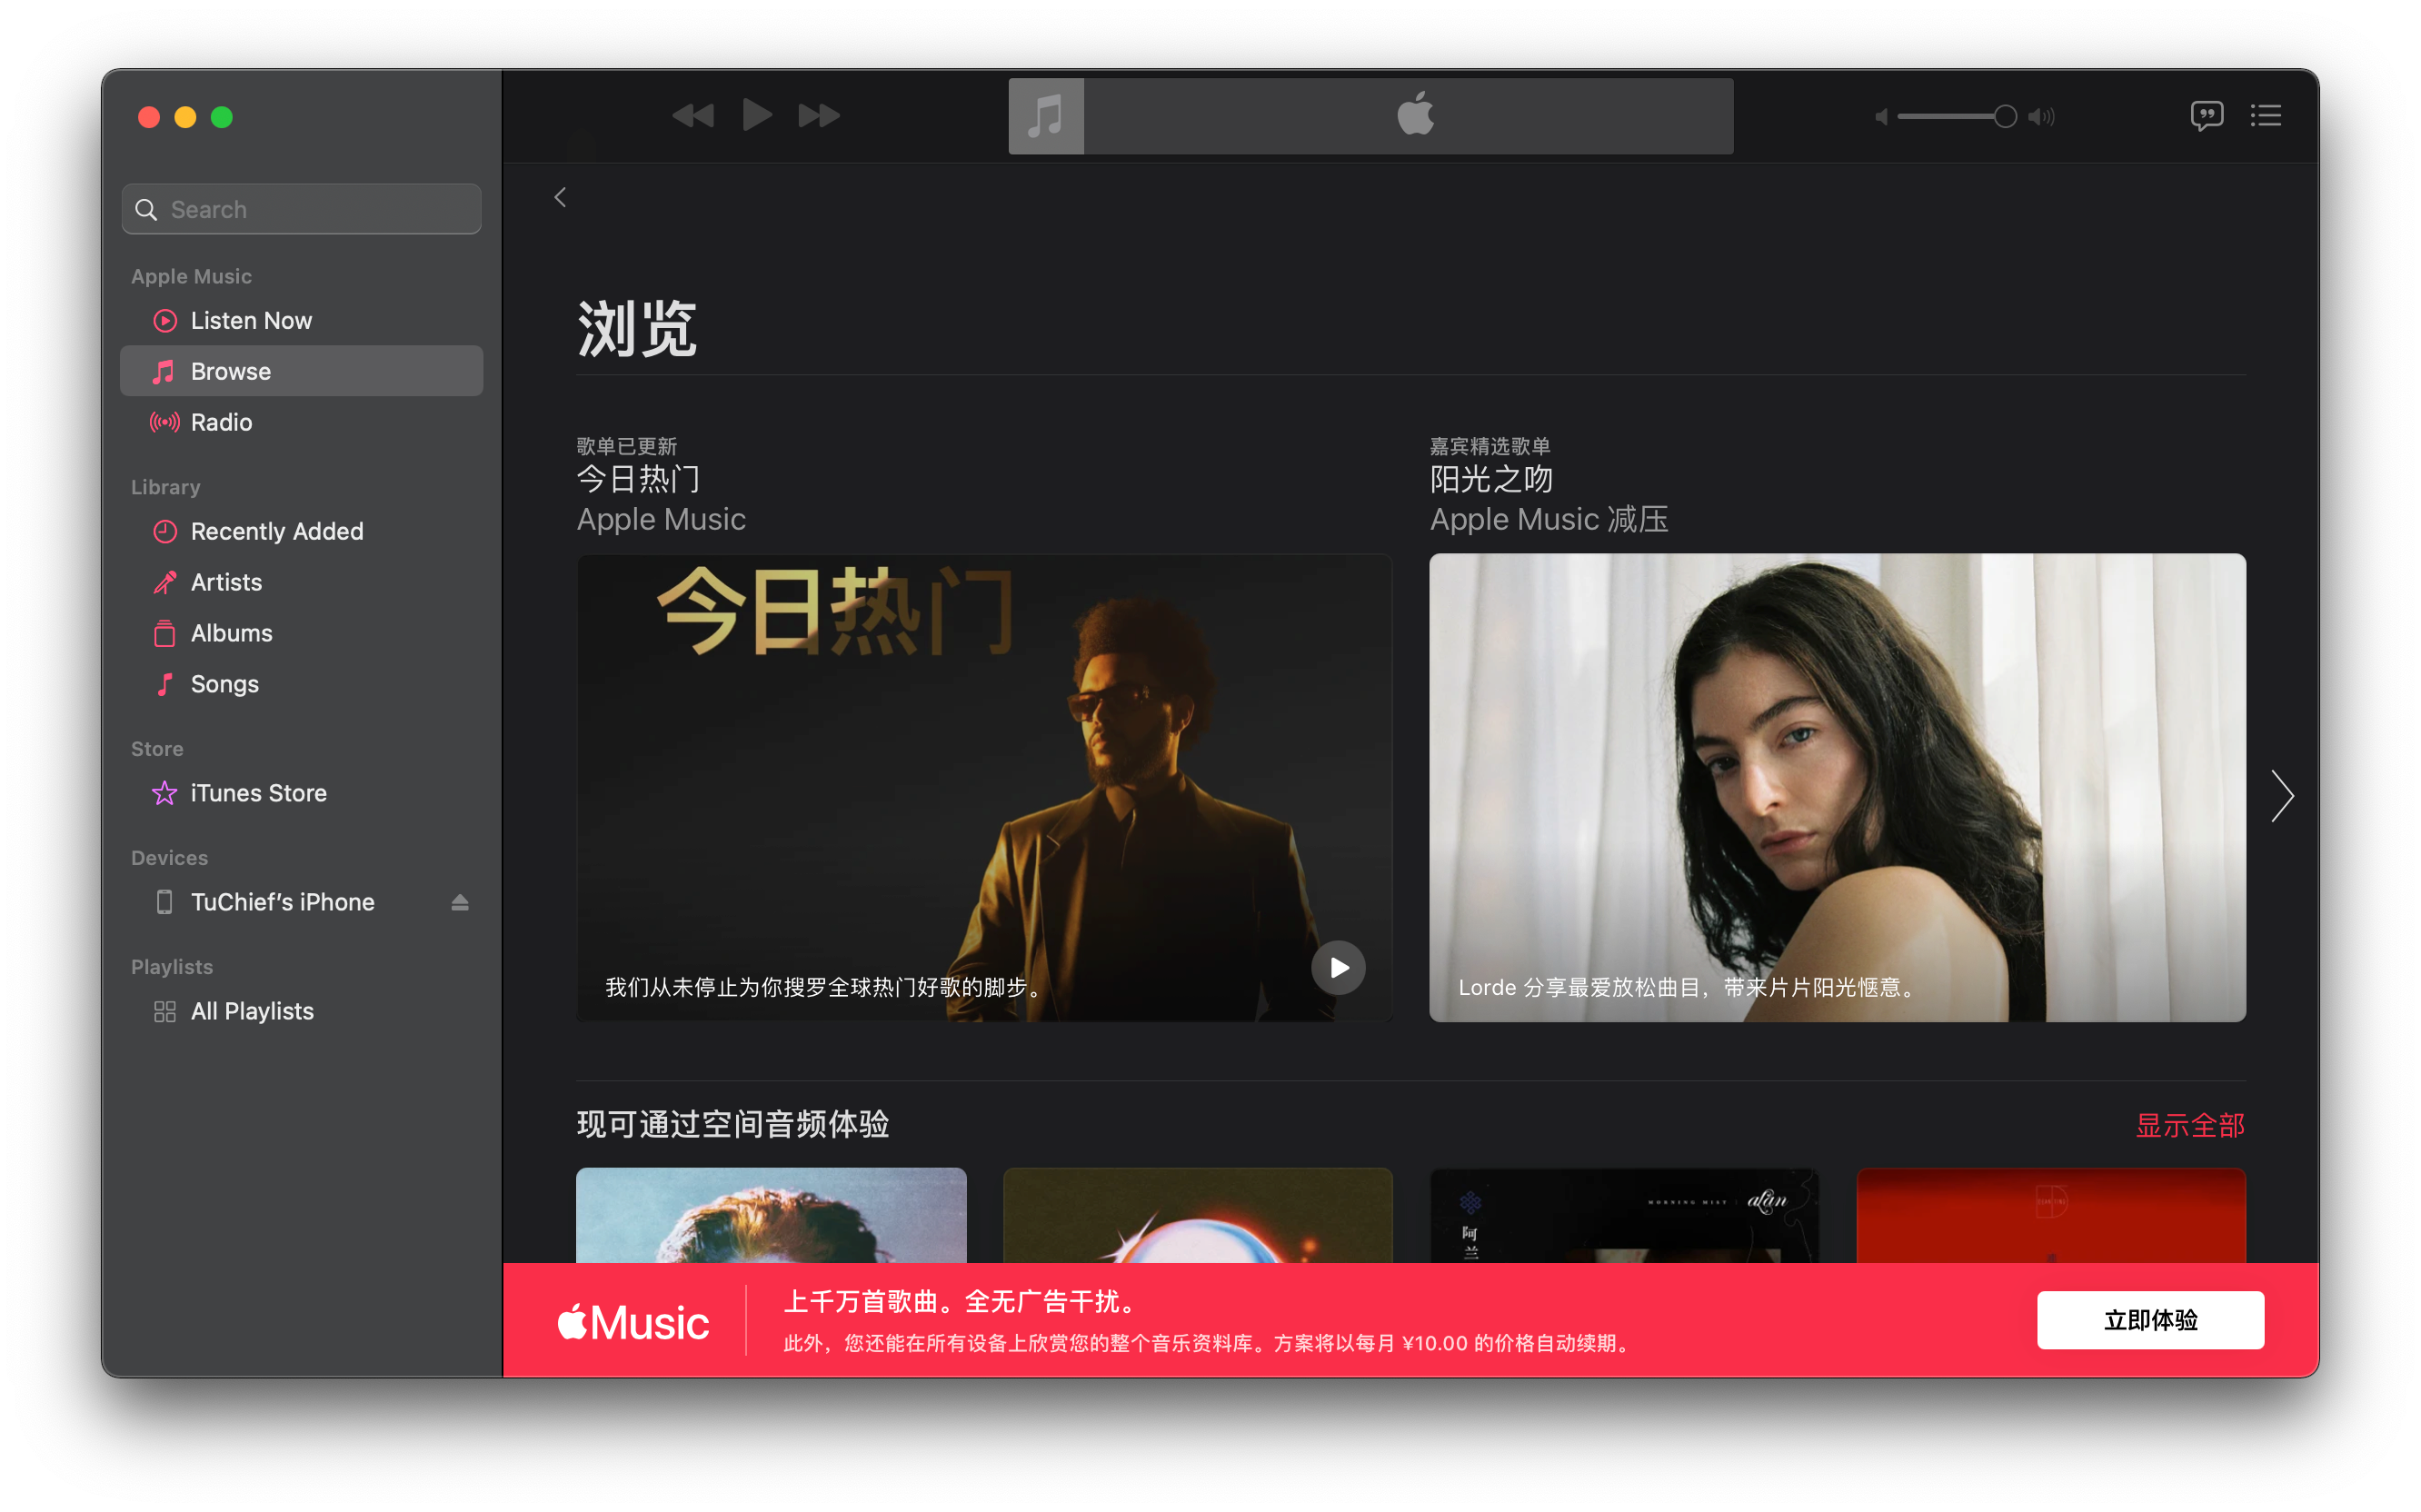 Search
Apple Music
Listen Now
Browse
Radio
Library
Recently Added
Artists
Albums
Songs
Store
iTunes Store
Devices
TuChief’s iPhone
Playlists
All Playlists
浏览
歌单已更新
今日热门
Apple Music
今日热门
我们从未停止为你搜罗全球热门好歌的脚步。
嘉宾精选歌单
阳光之吻
Apple Music 减压
Lorde 分享最爱放松曲目，带来片片阳光惬意。
现可通过空间音频体验
显示全部
MORNING MIST
alan
阿
兰
Music
上千万首歌曲。全无广告干扰。
此外，您还能在所有设备上欣赏您的整个音乐资料库。方案将以每月 ¥10.00 的价格自动续期。
立即体验